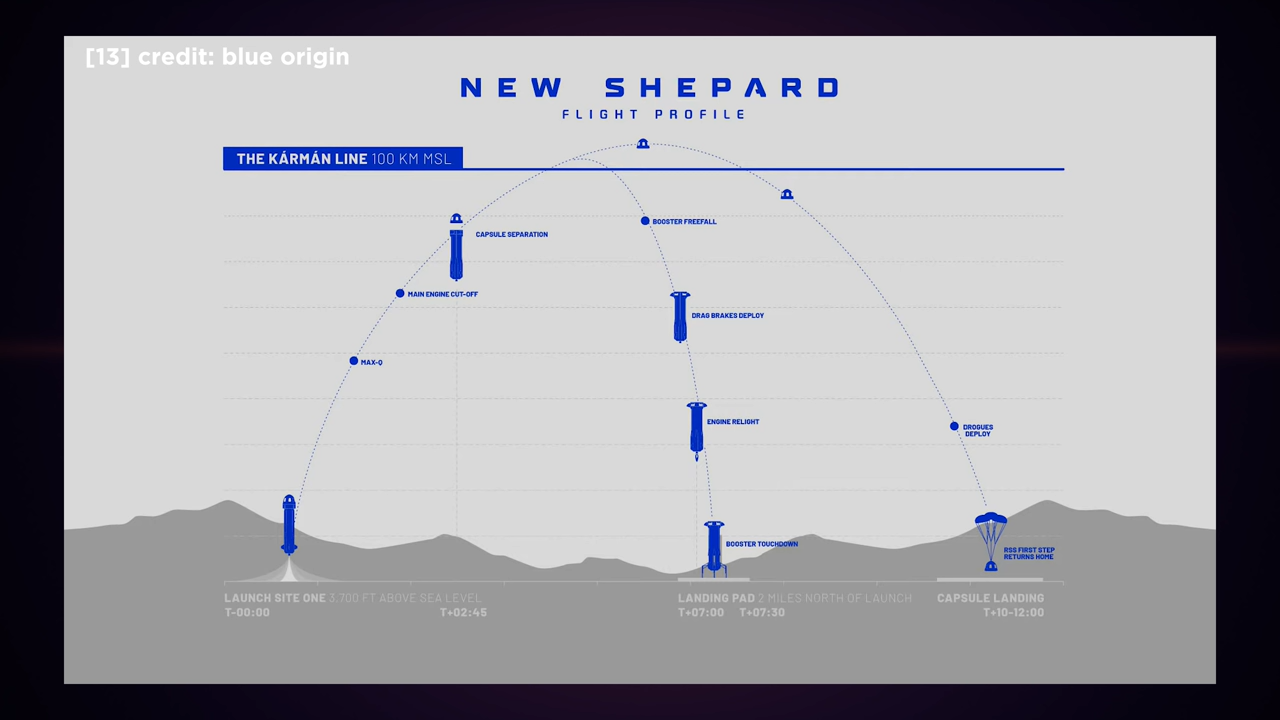 [13] credit: blue origin
NEW SHEPARD
FLIGHT PROFILE
THE KÁRMÁN LINE 100 KM MSL
BOOSTER FREEFALL
CAPSULE SEPARATION
MAIN ENGINE CUT-OFF
DRAG BRAKES DEPLOY
MAX-Q
ENGINE RELIGHT
DROGUES
DEPLOY
BOOSTER TOUCHDOWN
RSS FIRST STEP
RETURNS HOME
LAUNCH SITE ONE 3,700 FT ABOVE SEA LEVEL
T-00:00
T+02:45
LANDING PAD 2 MILES NORTH OF LAUNCH
T+07:00 T+07:30
CAPSULE LANDING
T+10-12:00